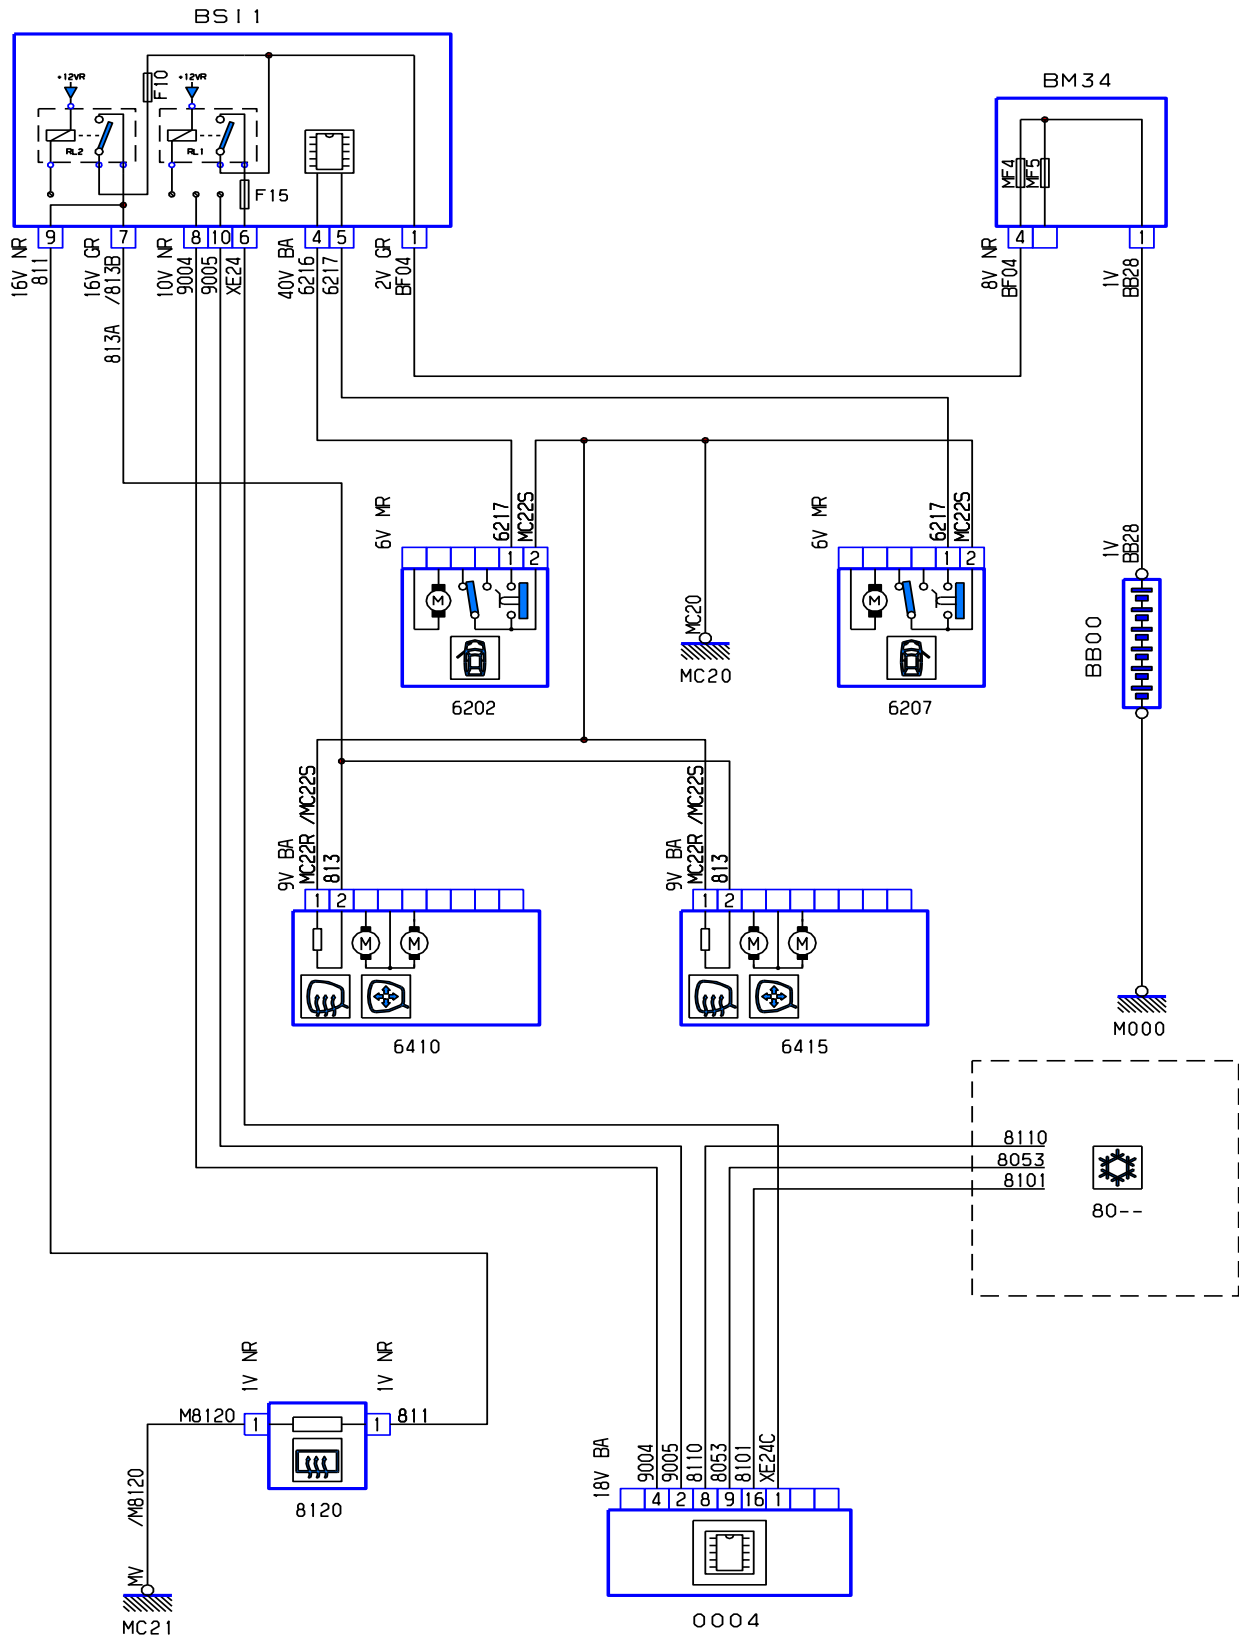 BSI1
BM34
+12VR
F10
+12VR
RL2
RL1
F15
MF4
MF5
9
7
8
10
6
4
5
1
4
1
16V NR
811
16V GR
/813B
813A
10V NR
9004
9005
XE24
40V BA
6216
6217
2V GR
BF04
8V NR
BF04
1V
BB28
6V MR
6217
MC22S
6V MR
6217
MC22S
1V
BB28
1
2
1
2
M
M
MC20
MC20
BB00
6202
6207
9V BA
MC22R /MC22S
813
9V BA
MC22R /MC22S
813
1
2
1
2
M
M
M
M
6410
6415
M000
8110
8053
8101
80--
1V NR
1V NR
M8120
1
1
811
8120
/M8120
MV
MC21
18V BA
9004
9005
8110
8053
8101
XE24C
4
2
8
9
16
1
0004